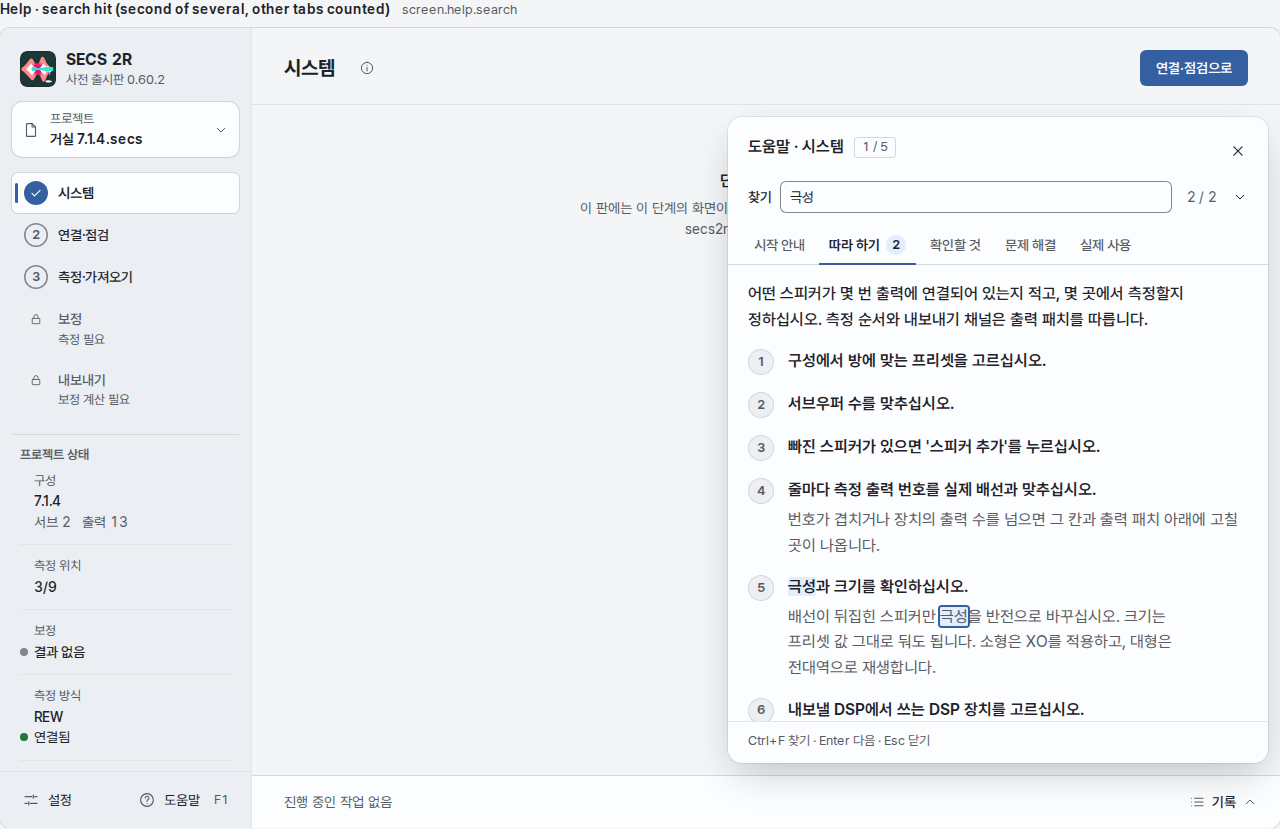 Help · search hit (second of several, other tabs counted) screen.help.search
SECS 2R
사전 출시판 0.60.2
프로젝트
거실 7.1.4.secs
시스템
2 연결·점검
3 측정·가져오기
보정
측정 필요
내보내기
보정 계산 필요
프로젝트 상태
구성
7.1.4
서브 2 출력 13
측정 위치
3/9
보정
결과 없음
측정 방식
REW
연결됨
설정
도움말 F1
시스템
연결·점검으로
이 판에는 이 단계의 화면이
secs2r
도움말 · 시스템 1 / 5
찾기 극성 2 / 2
시작 안내 따라 하기 2 확인할 것 문제 해결 실제 사용
어떤 스피커가 몇 번 출력에 연결되어 있는지 적고, 몇 곳에서 측정할지
정하십시오. 측정 순서와 내보내기 채널은 출력 패치를 따릅니다.
1 구성에서 방에 맞는 프리셋을 고르십시오.
2 서브우퍼 수를 맞추십시오.
3 빠진 스피커가 있으면 '스피커 추가'를 누르십시오.
4 줄마다 측정 출력 번호를 실제 배선과 맞추십시오.
번호가 겹치거나 장치의 출력 수를 넘으면 그 칸과 출력 패치 아래에 고칠
곳이 나옵니다.
5 극성과 크기를 확인하십시오.
배선이 뒤집힌 스피커만 극성을 반전으로 바꾸십시오. 크기는
프리셋 값 그대로 둬도 됩니다. 소형은 XO를 적용하고, 대형은
전대역으로 재생합니다.
6 내보낼 DSP에서 쓰는 DSP 장치를 고르십시오.
Ctrl+F 찾기 · Enter 다음 · Esc 닫기
진행 중인 작업 없음
기록